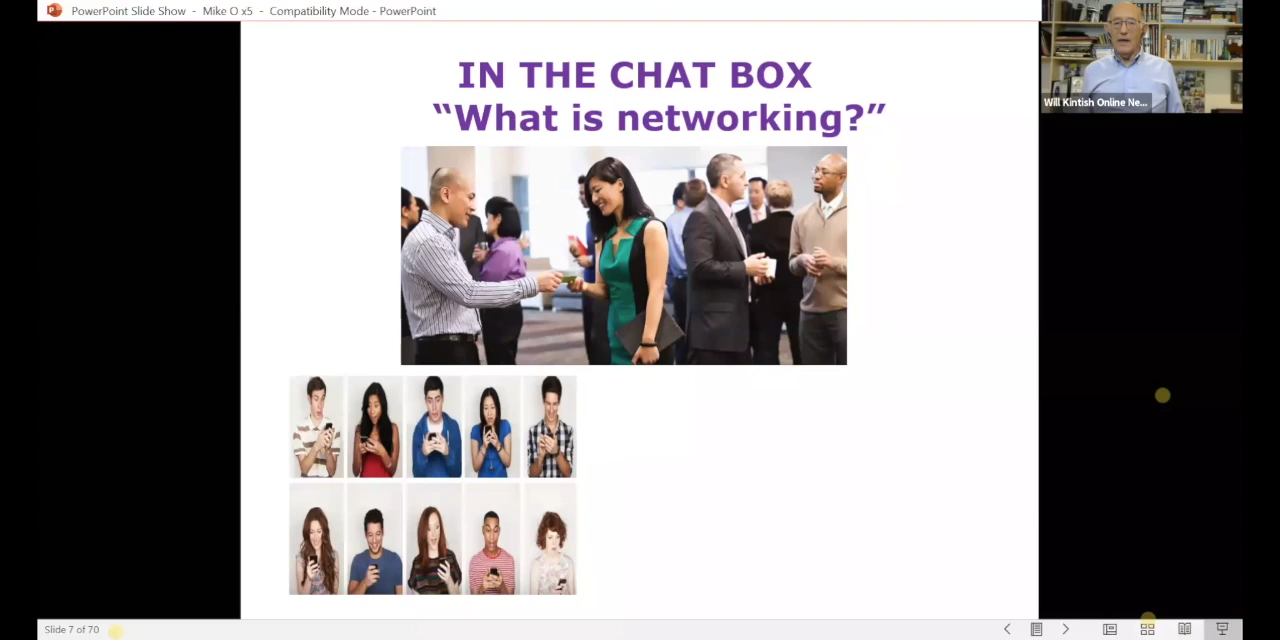 PowerPoint Slide Show - Mike O x5 - Compatibility Mode - PowerPoint
IN THE CHAT BOX
“What is networking?”
Will Kintish Online Ne...
Slide 7 of 70